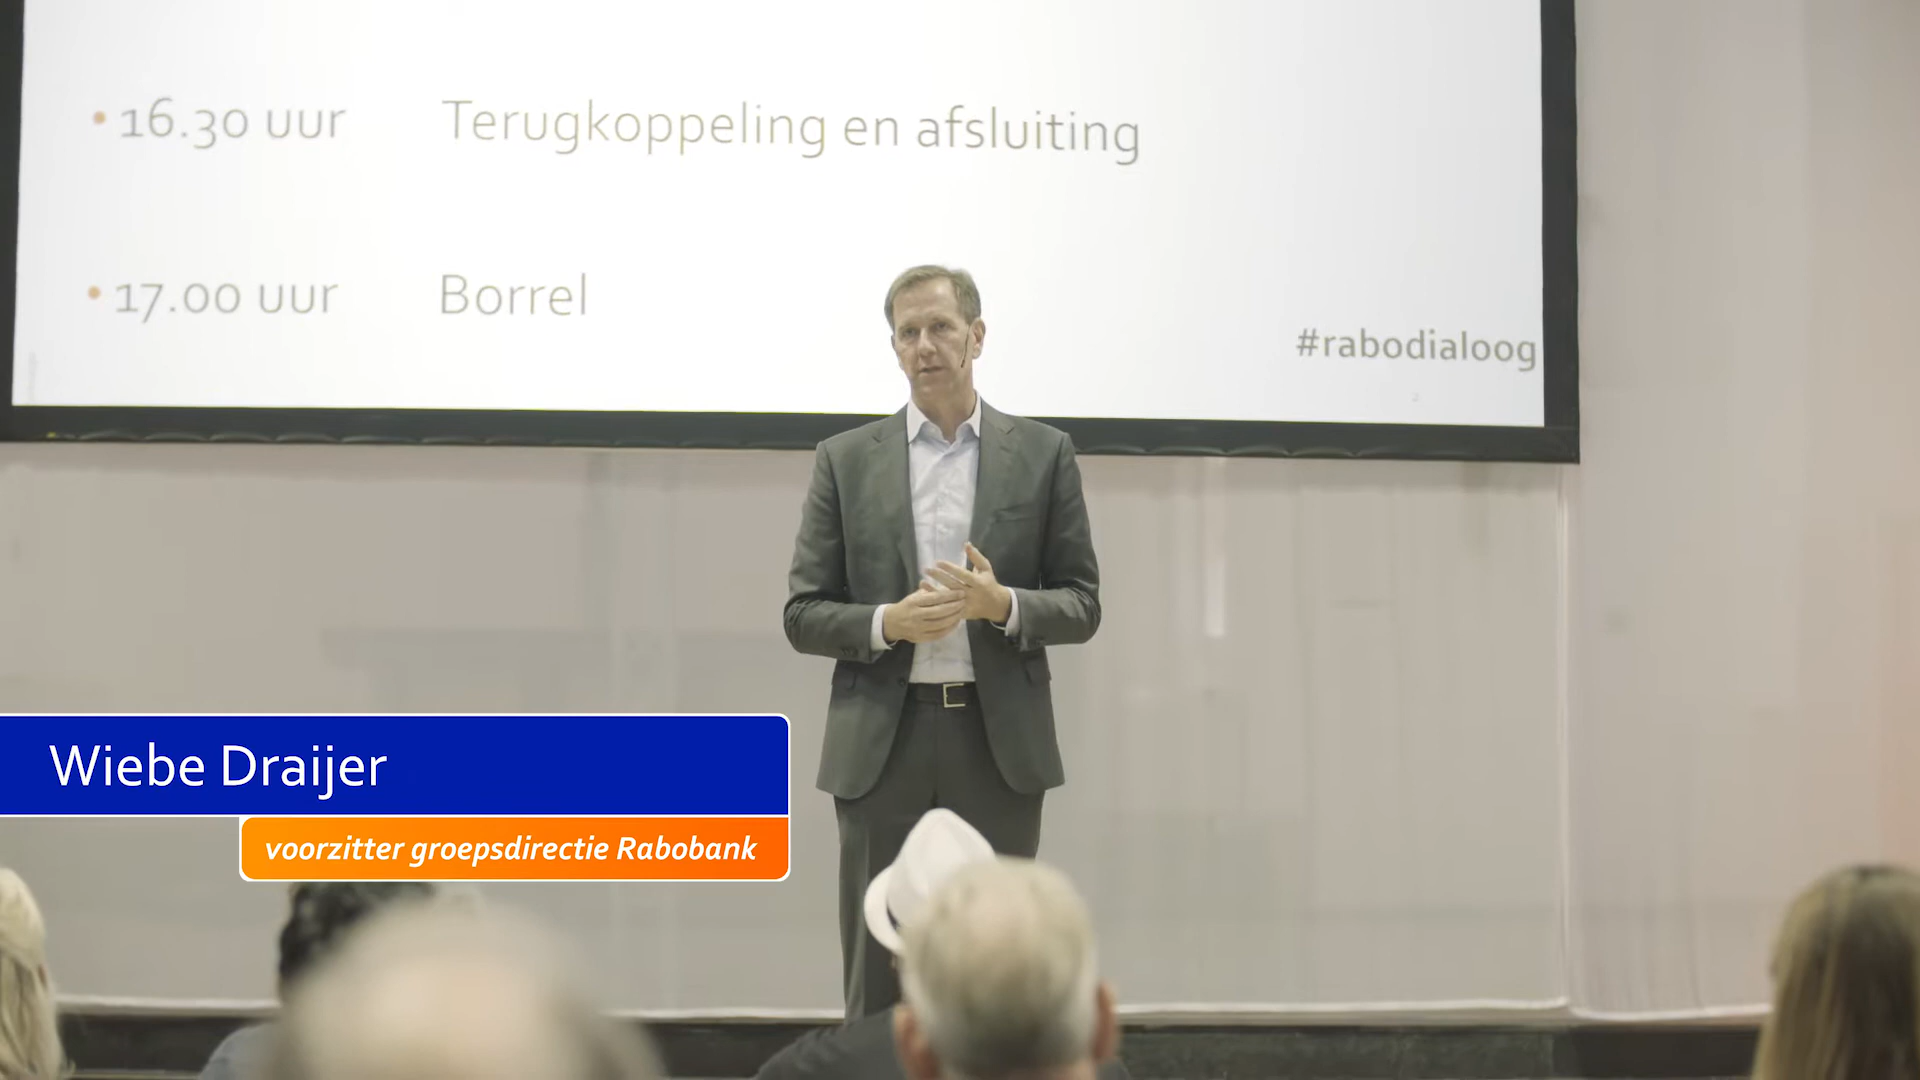 • 16.30 uur Terugkoppeling en afsluiting
• 17.00 uur Borrel
#rabodialoog
Wiebe Draijer
voorzitter groepsdirectie Rabobank